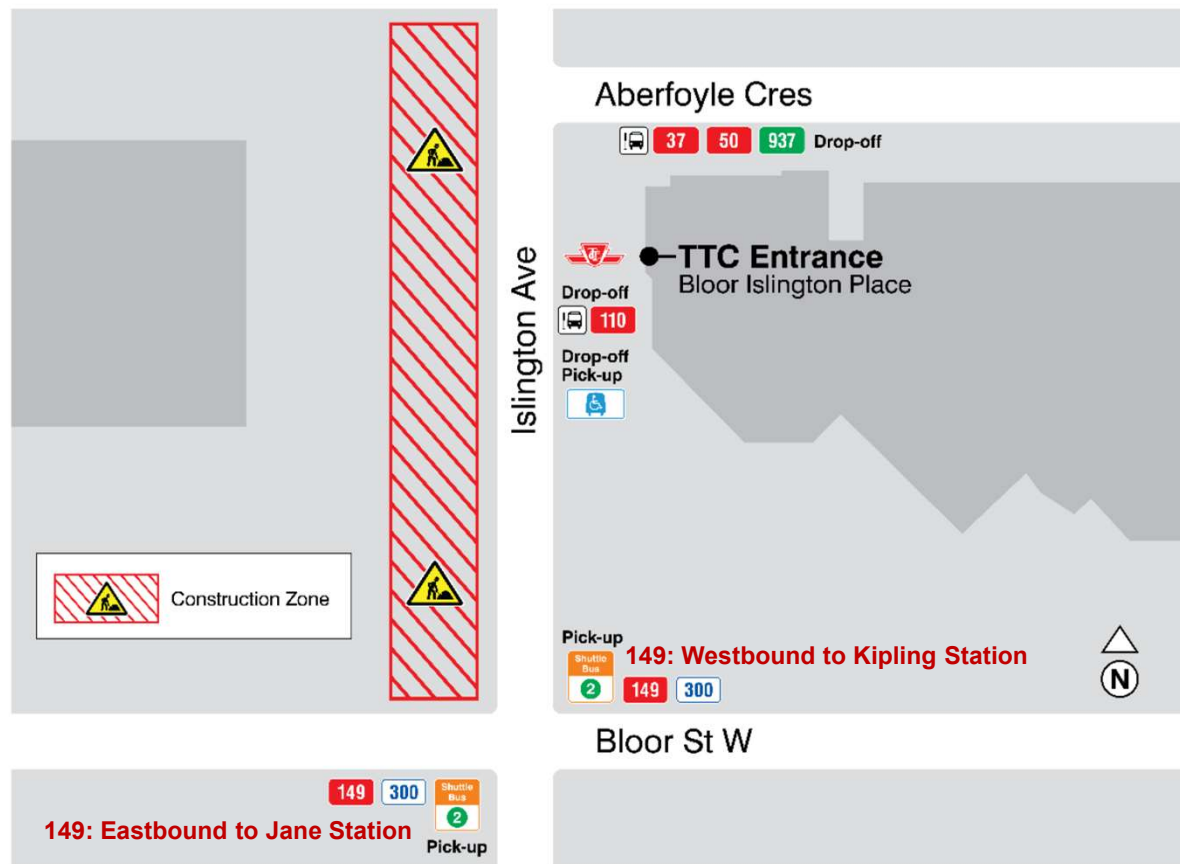 Aberfoyle Cres
37 50 937 Drop-off
Islington Ave
TTC
TTC Entrance
Bloor Islington Place
Drop-off
110
Drop-off
Pick-up
Construction Zone
Pick-up
Shuttle
Bus
2
149: Westbound to Kipling Station
149 300
N
Bloor St W
149 300
Shuttle
Bus
2
149: Eastbound to Jane Station
Pick-up